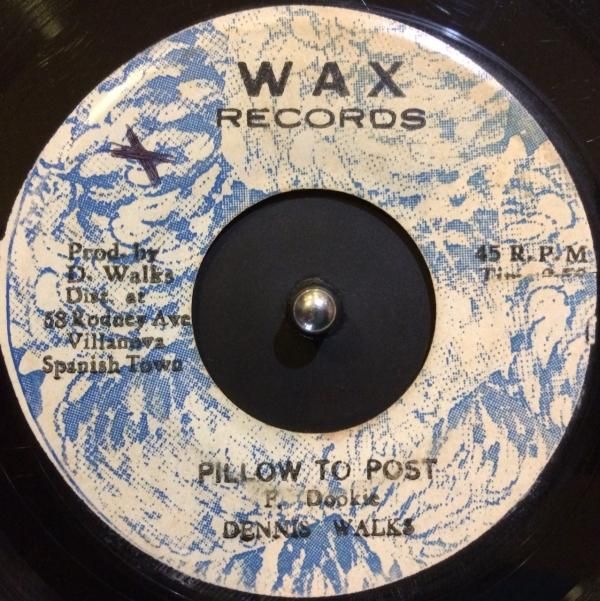 WAX
RECORDS
Prod. by
D. Walks
Dist. at
68 Rodney Ave
Villanova
Spanish Town
45 R.P.M
PILLOW TO POST
P. Dookie
DENNIS WALKS